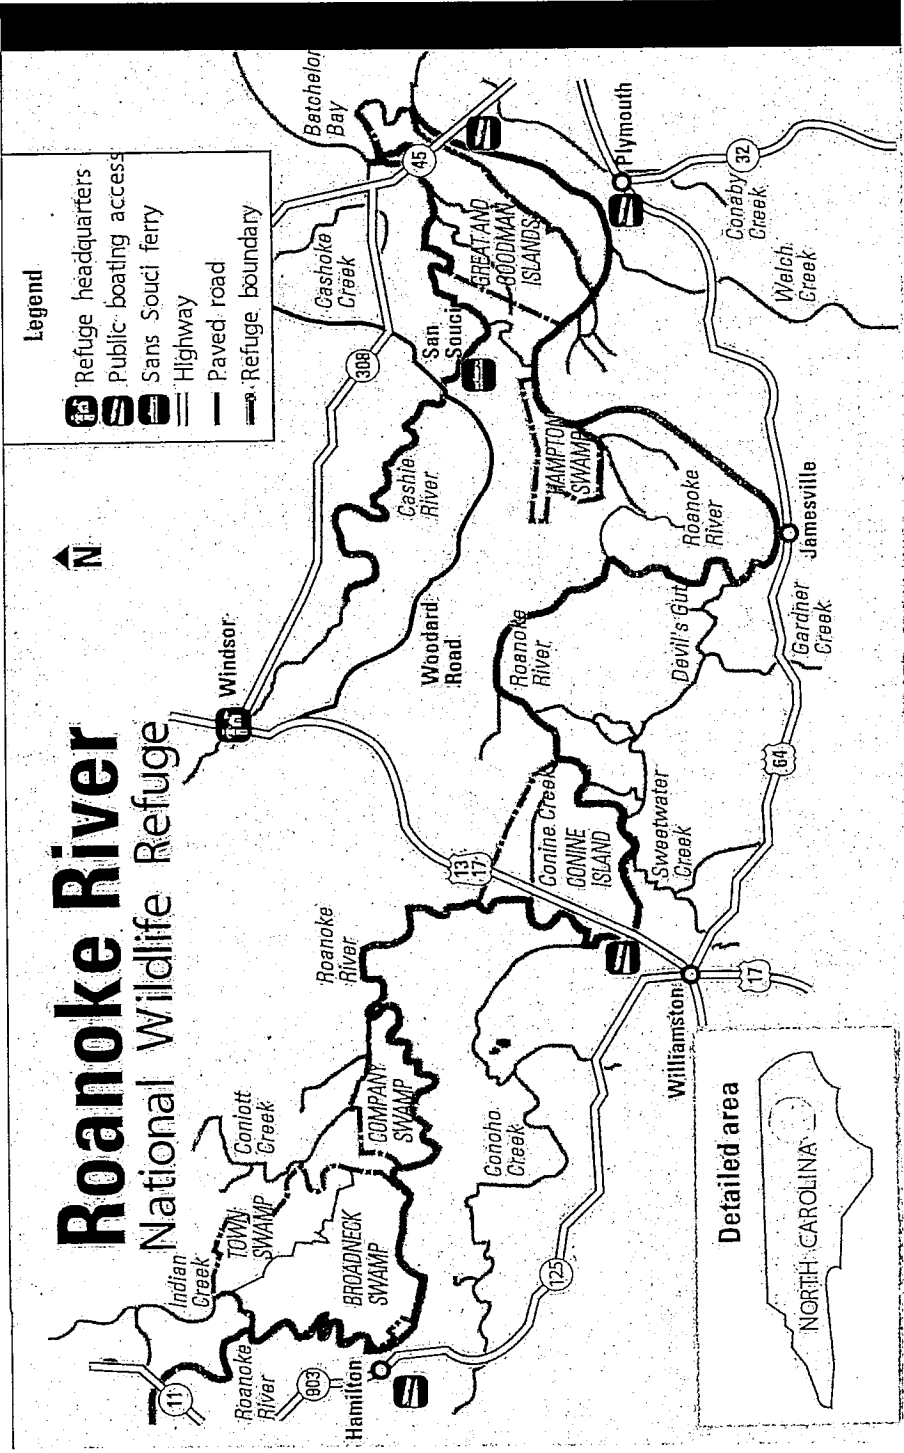 Roanoke River
National Wildlife Refuge
N
Legend
Refuge headquarters
Public boating access
Sans Souci ferry
Highway
Paved road
Refuge boundary
Indian
Creek
TOWN
SWAMP
Conlott
Creek
BROADNECK
SWAMP
COMPANY
SWAMP
Roanoke
River
11
Roanoke
River
903
Hamilton
125
Conoho
Creek
Windsor
308
13
17
Woodard
Road
Cashie
River
Cashoke
Creek
Batchelor
Bay
45
San
Souci
GREAT AND
GOODMAN
ISLANDS
HAMPTON
SWAMP
Conine Creek
CONINE
ISLAND
Roanoke
River
Sweetwater
Creek
Devil's Gut
Roanoke
River
Gardner
Creek
Jamesville
64
Williamston
17
Plymouth
32
Conaby
Creek
Welch
Creek
Detailed area
NORTH CAROLINA